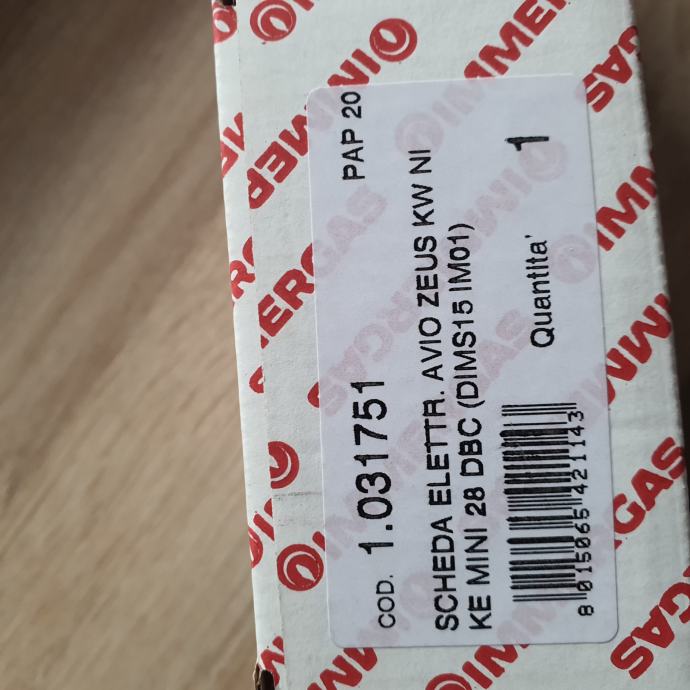 PAP 20
COD. 1.031751
SCHEDA ELETTR. AVIO ZEUS KW NI
KE MINI 28 DBC (DIMS15 IM01)
Quantita' 1
8 015065 421143
IMMERGAS